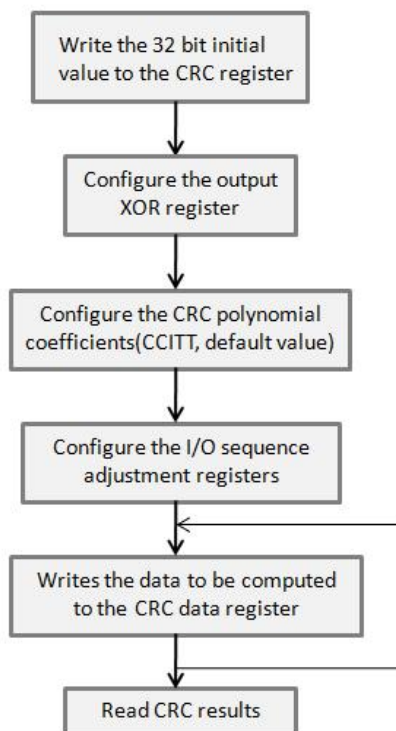 Write the 32 bit initial
value to the CRC register
Configure the output
XOR register
Configure the CRC polynomial
coefficients(CCITT, default value)
Configure the I/O sequence
adjustment registers
Writes the data to be computed
to the CRC data register
Read CRC results